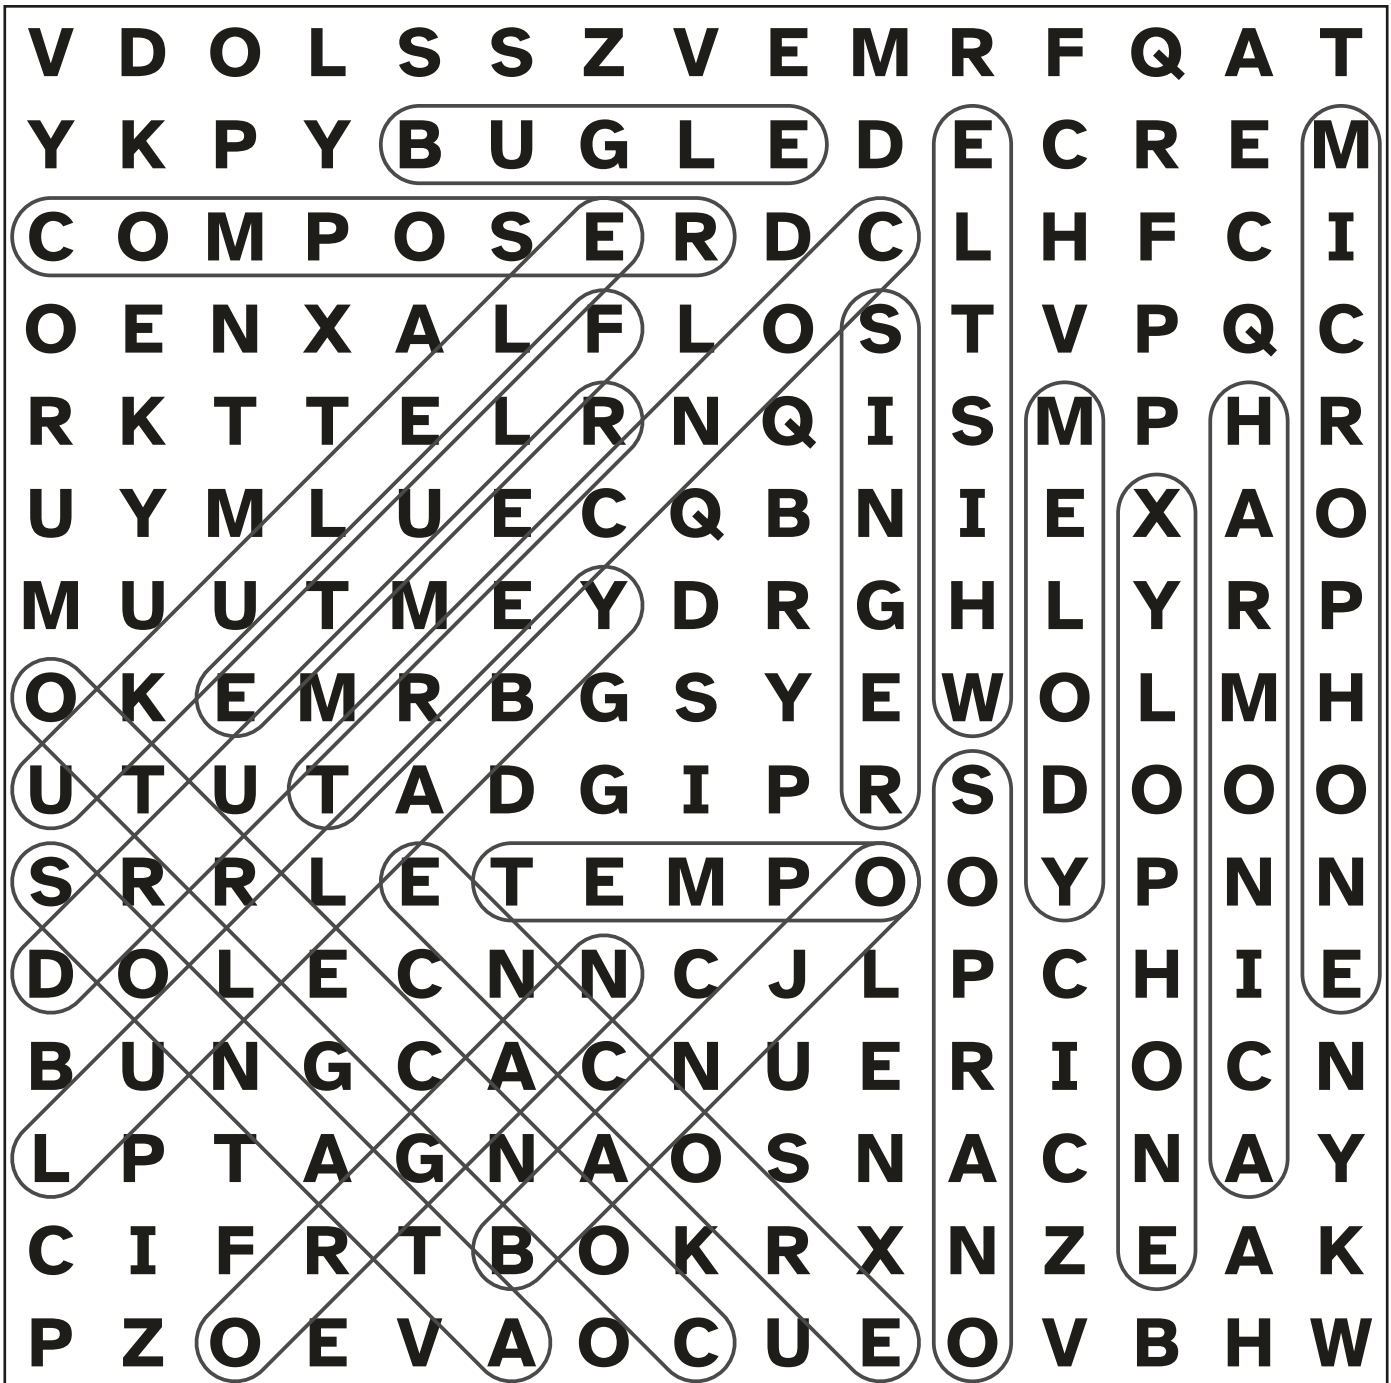 V D O L S S Z V E M R F Q A T
Y K P Y B U G L E D E C R E M
C O M P O S E R D C L H F C I
O E N X A L F L O S T V P Q C
R K T T E L R N Q I S M P H R
U Y M L U E C Q B N I E X A O
M U U T M E Y D R G H L Y R P
O K E M R B G S Y E W O L M H
U T U T A D G I P R S D O O O
S R R L E T E M P O O Y P N N
D O L E C N N C J L P C H I E
B U N G C A C N U E R I O C N
L P T A G N A O S N A C N A Y
C I F R T B O K R X N Z E A K
P Z O E V A O C U E O V B H W